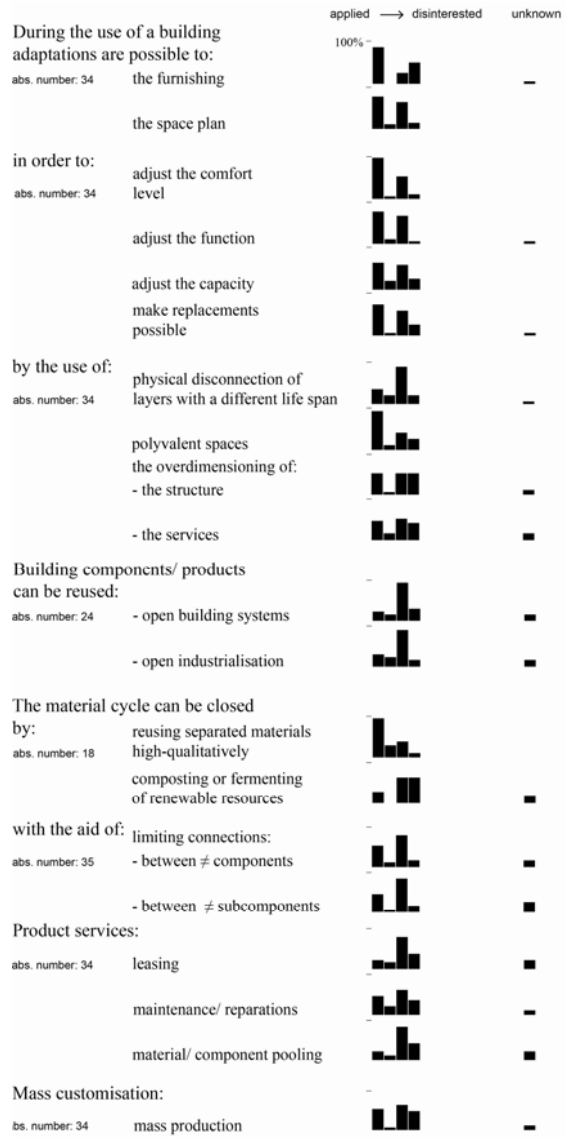 applied → disinterested unknown
During the use of a building
adaptations are possible to:
100%
abs. number: 34 the furnishing
the space plan
in order to:
adjust the comfort
abs. number: 34 level
adjust the function
adjust the capacity
make replacements
possible
by the use of:
physical disconnection of
abs. number: 34 layers with a different life span
polyvalent spaces
the overdimensioning of:
- the structure
- the services
Building components/ products
can be reused:
abs. number: 24 - open building systems
- open industrialisation
The material cycle can be closed
by:
reusing separated materials
abs. number: 18 high-qualitatively
composting or fermenting
of renewable resources
with the aid of: limiting connections:
abs. number: 35 - between ≠ components
- between ≠ subcomponents
Product services:
abs. number: 34 leasing
maintenance/ reparations
material/ component pooling
Mass customisation:
bs. number: 34 mass production